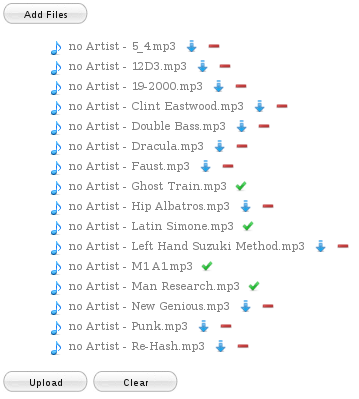 Add Files
no Artist - 5_4.mp3
no Artist - 12D3.mp3
no Artist - 19-2000.mp3
no Artist - Clint Eastwood.mp3
no Artist - Double Bass.mp3
no Artist - Dracula.mp3
no Artist - Faust.mp3
no Artist - Ghost Train.mp3
no Artist - Hip Albatros.mp3
no Artist - Latin Simone.mp3
no Artist - Left Hand Suzuki Method.mp3
no Artist - M1A1.mp3
no Artist - Man Research.mp3
no Artist - New Genious.mp3
no Artist - Punk.mp3
no Artist - Re-Hash.mp3
Upload Clear